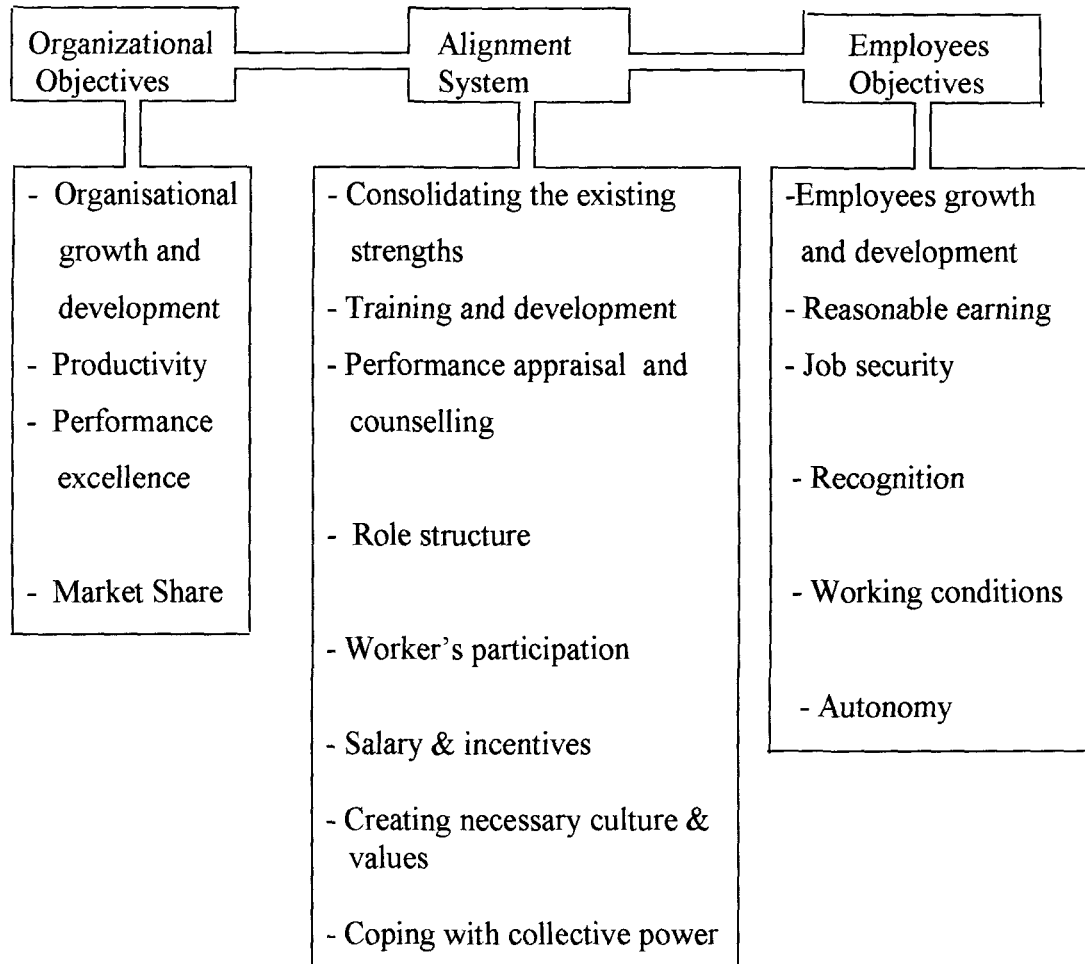 Organizational
Objectives
Alignment
System
Employees
Objectives
- Organisational
growth and
development
- Productivity
- Performance
excellence
- Market Share
- Consolidating the existing
strengths
- Training and development
- Performance appraisal and
counselling
- Role structure
- Worker's participation
- Salary & incentives
- Creating necessary culture &
values
- Coping with collective power
-Employees growth
and development
- Reasonable earning
- Job security
- Recognition
- Working conditions
- Autonomy